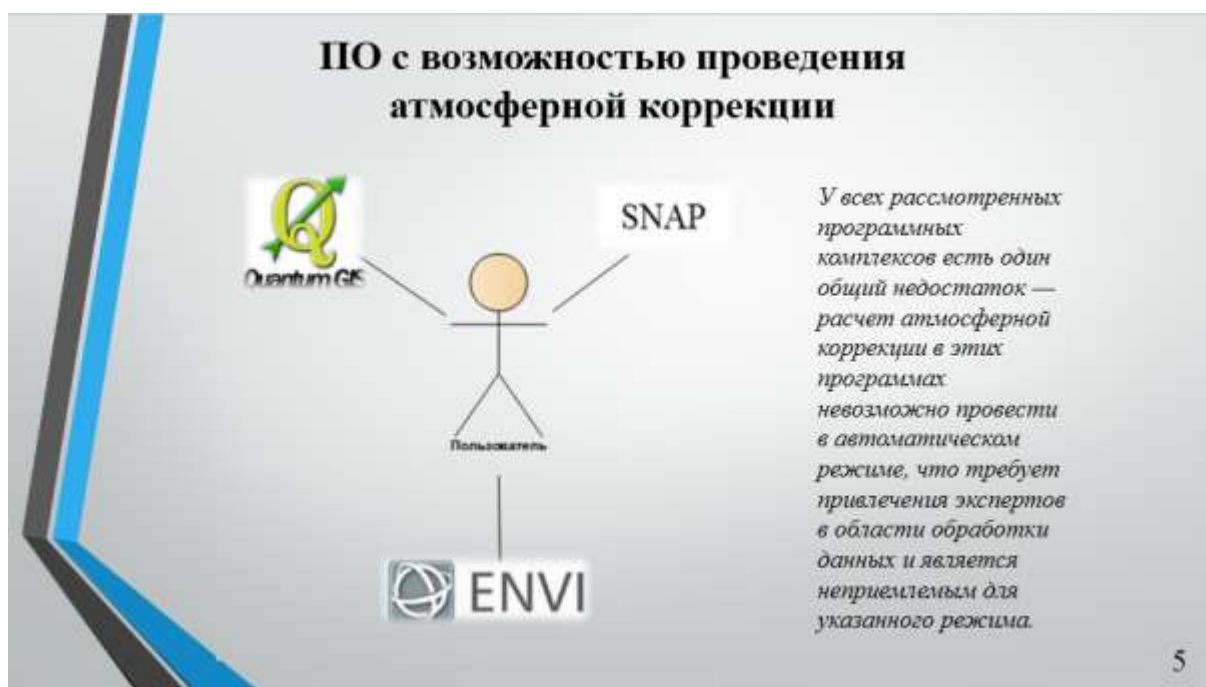 ПО с возможностью проведения
атмосферной коррекции
Quantum GIS
SNAP
Пользователь
ENVI
У всех рассмотренных
программных
комплексов есть один
общий недостаток —
расчет атмосферной
коррекции в этих
программах
невозможно провести
в автоматическом
режиме, что требует
привлечения экспертов
в области обработки
данных и является
неприемлемым для
указанного режима.
5